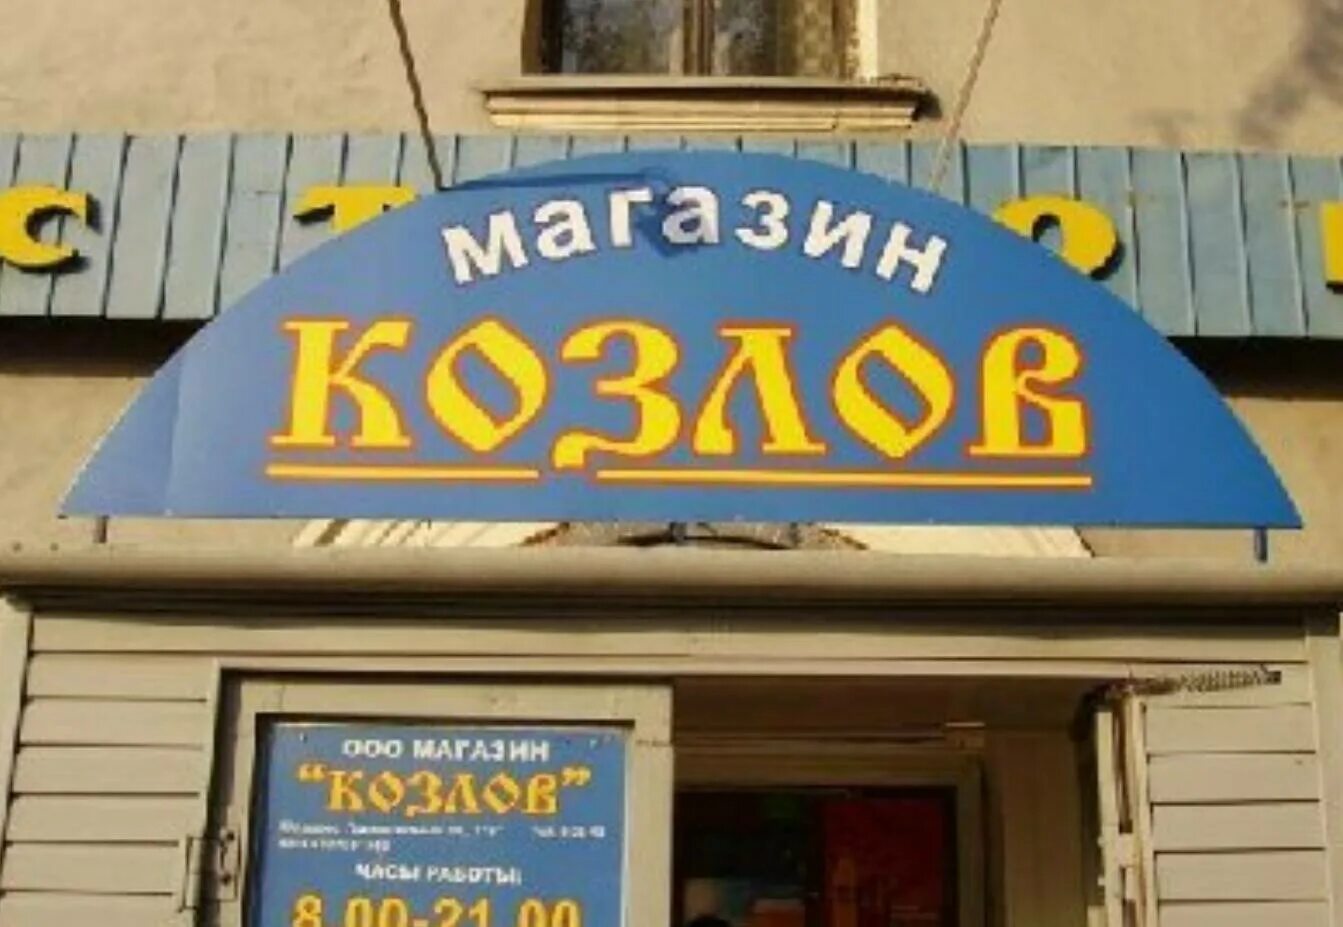 магазин
КОЗЛОВ
ООО МАГАЗИН
"КОЗЛОВ"
ЧАСЫ РАБОТЫ:
8.00-21.00